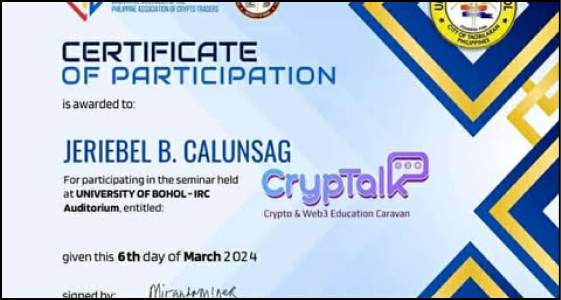 PHILIPPINE ASSOCIATION OF CRYPTO TRADERS
CITY OF TAGBILARAN
PHILIPPINES
CERTIFICATE
OF PARTICIPATION
is awarded to:
JERIEBEL B. CALUNSAG
For participating in the seminar held
at UNIVERSITY OF BOHOL - IRC
Auditorium, entitled:
CrypTalk
Crypto & Web3 Education Caravan
given this 6th day of March 2024
signed by: